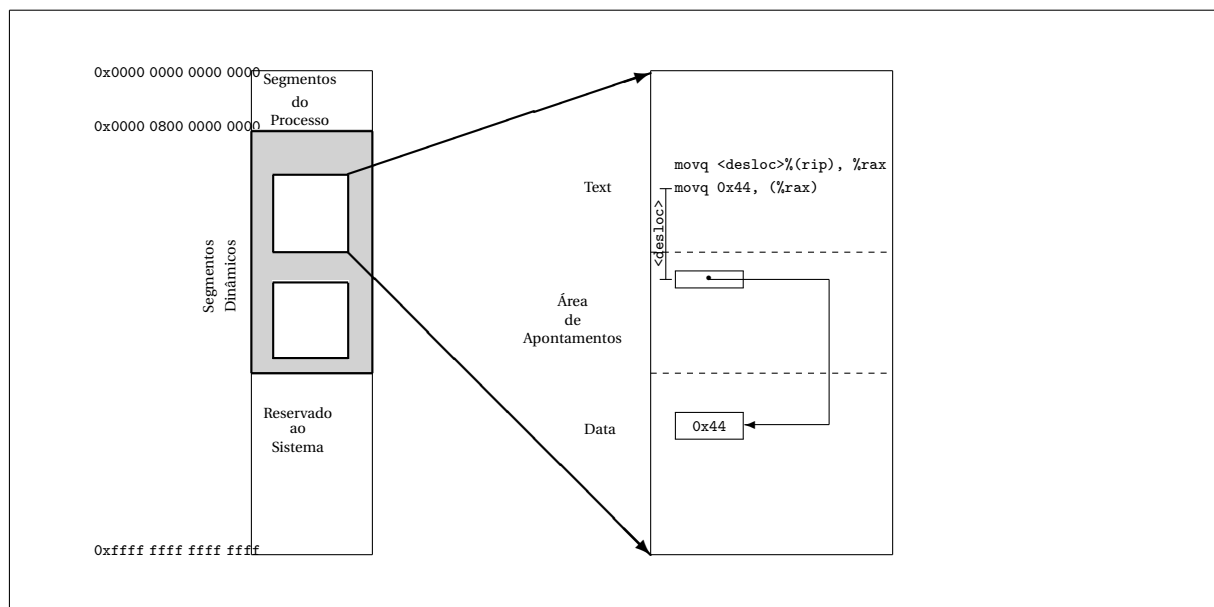 0x0000 0000 0000 0000
Segmentos
do
Processo
0x0000 0800 0000 0000
Segmentos
Dinâmicos
Reservado
ao
Sistema
0xffff ffff ffff ffff
Text
movq <desloc>%(rip), %rax
movq 0x44, (%rax)
<desloc>
Área
de
Apontamentos
Data
0x44